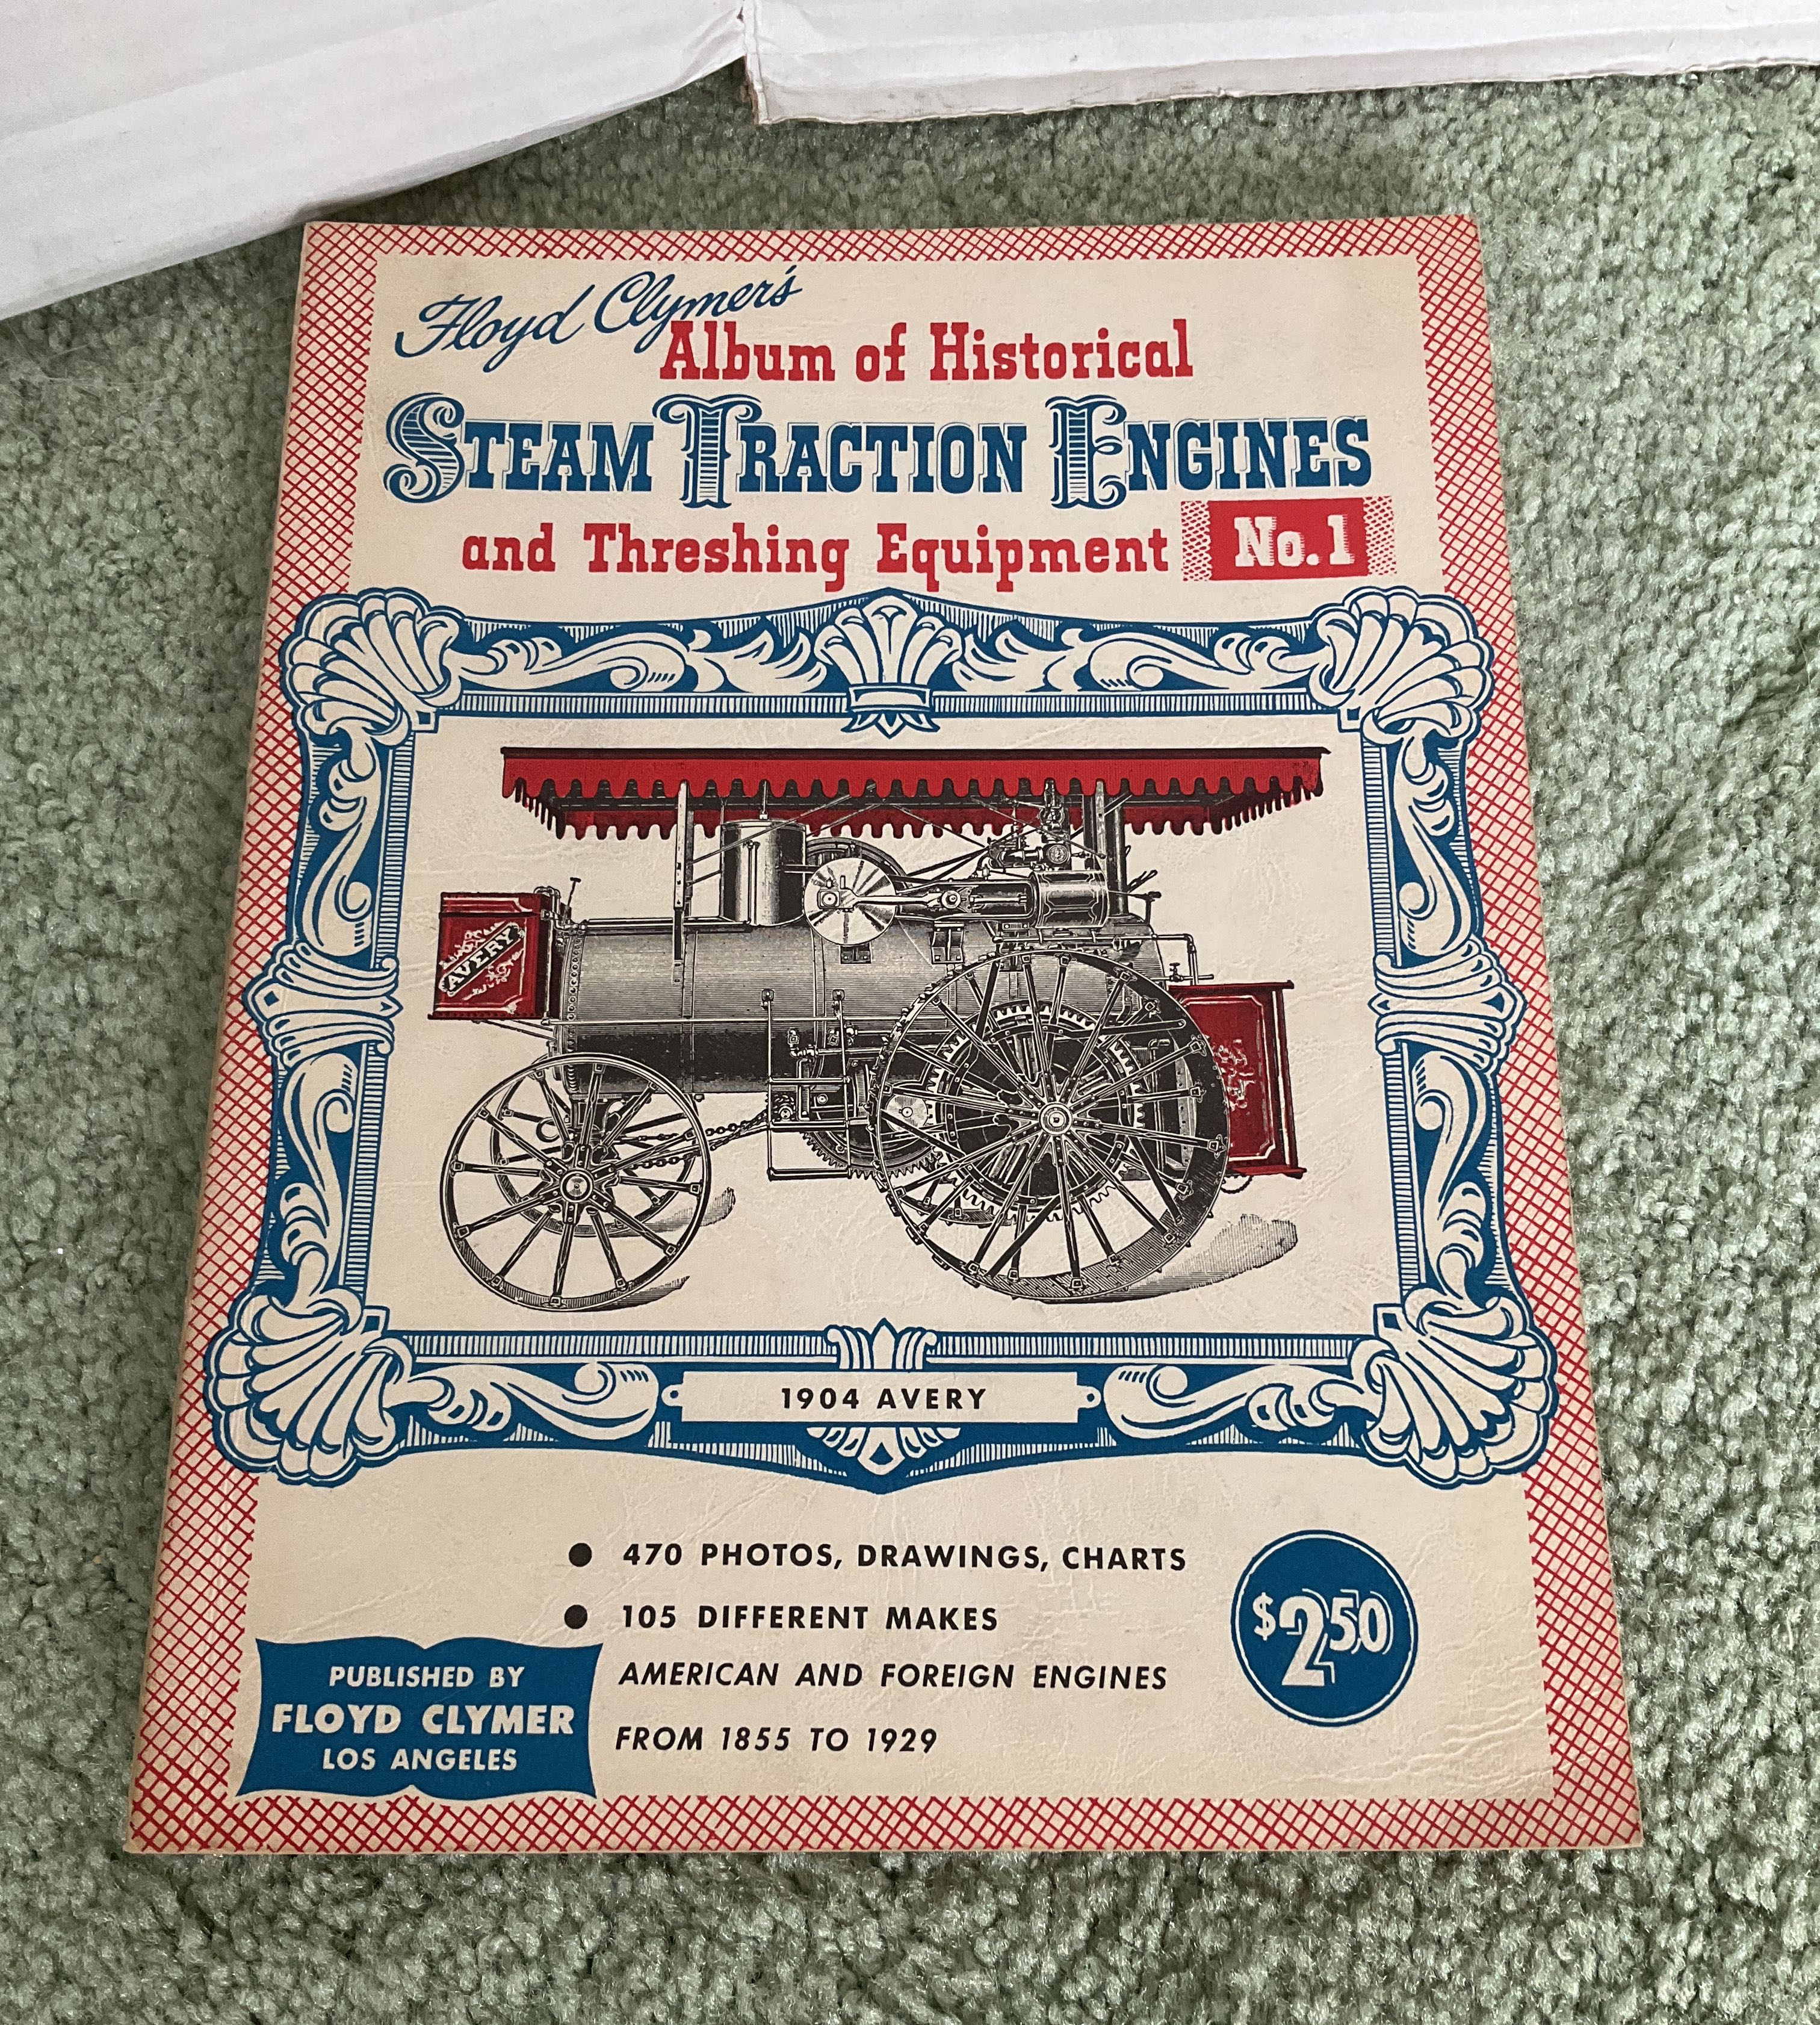 Floyd Clymer's
Album of Historical
STEAM TRACTION ENGINES
and Threshing Equipment No.1
AVERY
1904 AVERY
● 470 PHOTOS, DRAWINGS, CHARTS
● 105 DIFFERENT MAKES
AMERICAN AND FOREIGN ENGINES
FROM 1855 TO 1929
$2.50
PUBLISHED BY
FLOYD CLYMER
LOS ANGELES